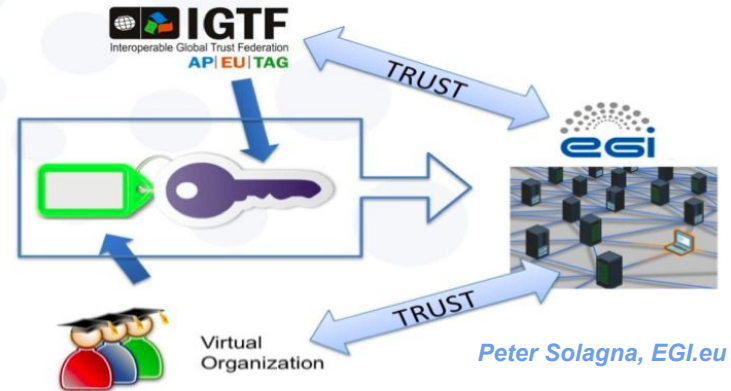 IGTF
Interoperable Global Trust Federation
AP| EU | TAG
TRUST
egi
TRUST
Virtual
Organization
Peter Solagna, EGI.eu